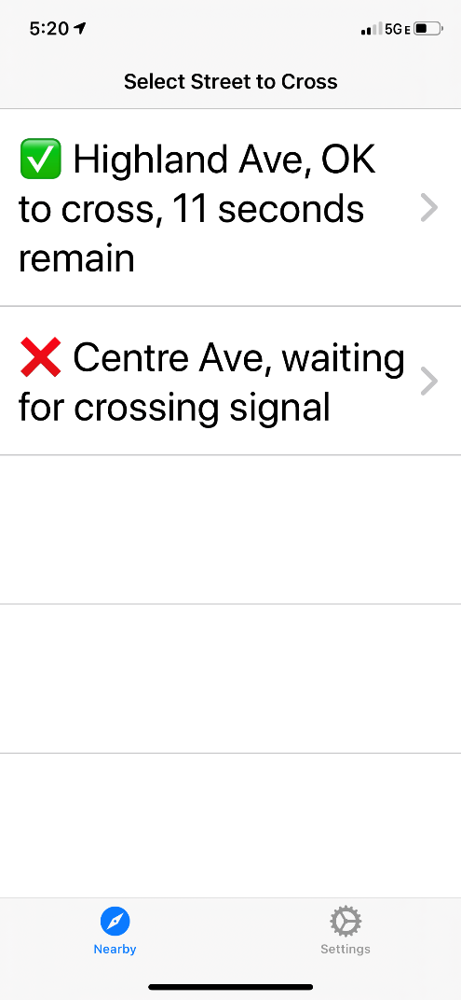 5:20
5GE
Select Street to Cross
✅ Highland Ave, OK
to cross, 11 seconds
remain
❌ Centre Ave, waiting
for crossing signal
Nearby
Settings